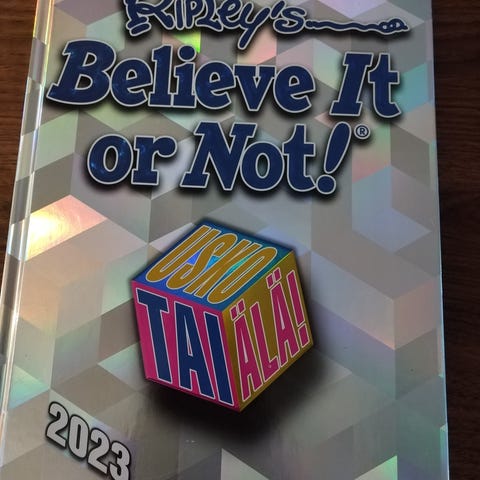 Ripley's
Believe It
or Not!®
USKO
TAI
ÄLÄ!
2023